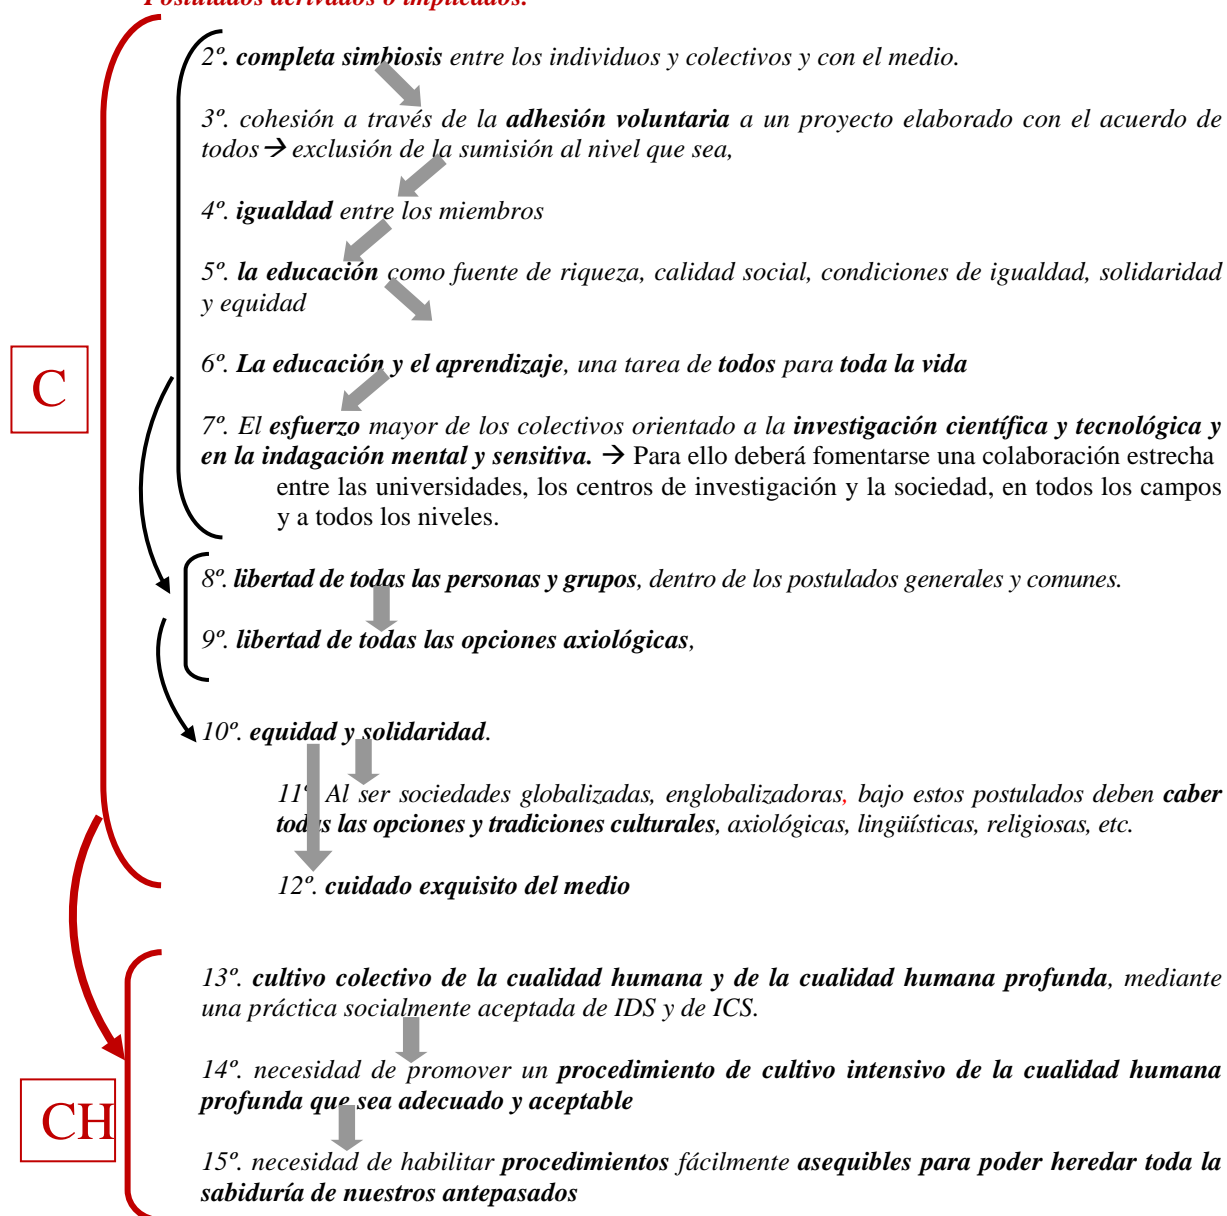 Postulados derivados o implicados.
2º. completa simbiosis entre los individuos y colectivos y con el medio.
3º. cohesión a través de la adhesión voluntaria a un proyecto elaborado con el acuerdo de
todos → exclusión de la sumisión al nivel que sea,
4º. igualdad entre los miembros
5º. la educación como fuente de riqueza, calidad social, condiciones de igualdad, solidaridad
y equidad
6º. La educación y el aprendizaje, una tarea de todos para toda la vida
C
7º. El esfuerzo mayor de los colectivos orientado a la investigación científica y tecnológica y
en la indagación mental y sensitiva. → Para ello deberá fomentarse una colaboración estrecha
entre las universidades, los centros de investigación y la sociedad, en todos los campos
y a todos los niveles.
8º. libertad de todas las personas y grupos, dentro de los postulados generales y comunes.
9º. libertad de todas las opciones axiológicas,
10º. equidad y solidaridad.
11º. Al ser sociedades globalizadas, englobalizadoras, bajo estos postulados deben caber
todas las opciones y tradiciones culturales, axiológicas, lingüísticas, religiosas, etc.
12º. cuidado exquisito del medio
13º. cultivo colectivo de la cualidad humana y de la cualidad humana profunda, mediante
una práctica socialmente aceptada de IDS y de ICS.
14º. necesidad de promover un procedimiento de cultivo intensivo de la cualidad humana
profunda que sea adecuado y aceptable
CH
15º. necesidad de habilitar procedimientos fácilmente asequibles para poder heredar toda la
sabiduría de nuestros antepasados